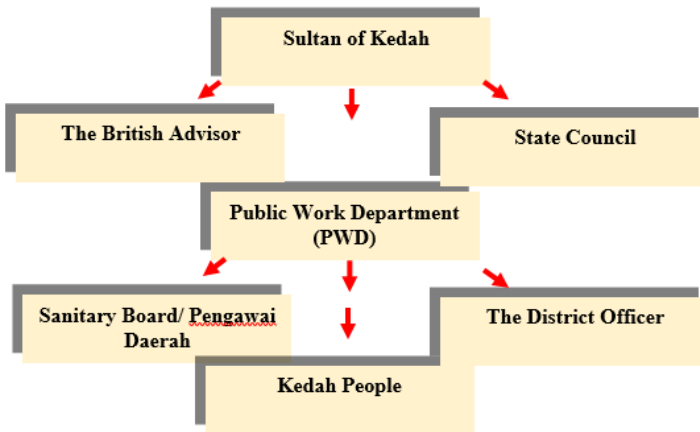 Sultan of Kedah
The British Advisor
State Council
Public Work Department
(PWD)
Sanitary Board/ Pengawai
Daerah
The District Officer
Kedah People